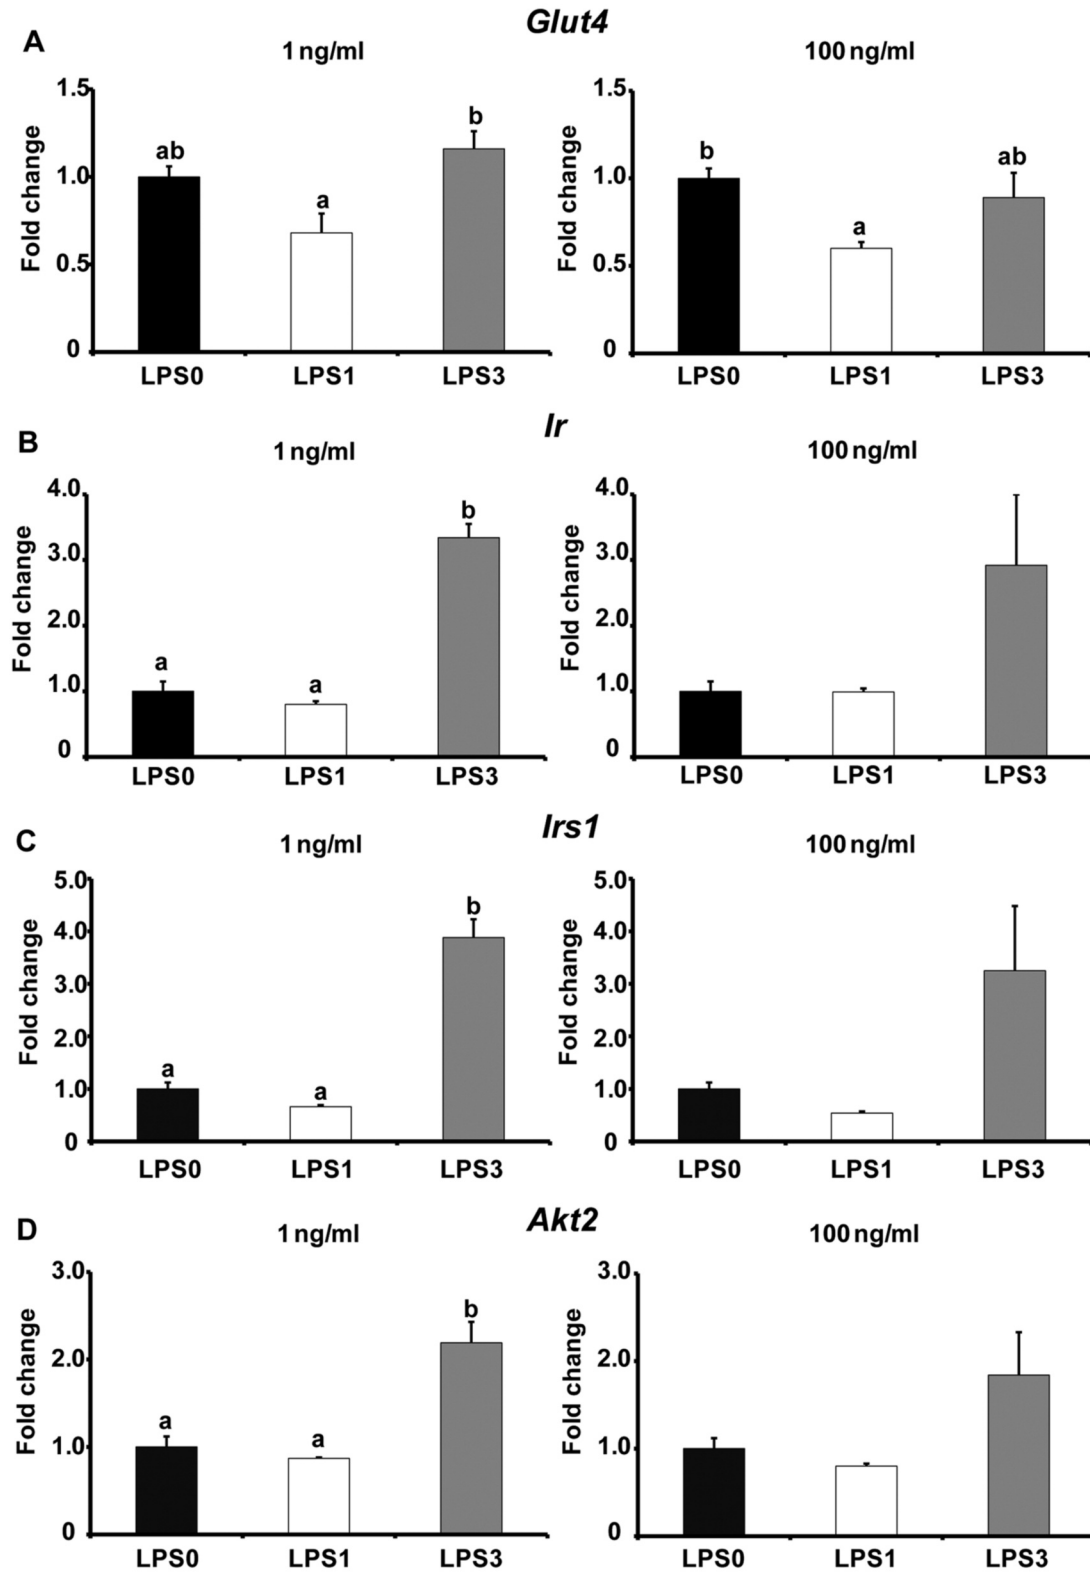 Glut4
A
1 ng/ml
100 ng/ml
Fold change
1.5
1.0
0.5
0
ab
a
b
LPS0
LPS1
LPS3
Fold change
1.5
1.0
0.5
0
b
a
ab
LPS0
LPS1
LPS3
Ir
B
1 ng/ml
100 ng/ml
Fold change
4.0
3.0
2.0
1.0
0
a
a
b
LPS0
LPS1
LPS3
Fold change
4.0
3.0
2.0
1.0
0
LPS0
LPS1
LPS3
Irs1
C
1 ng/ml
100 ng/ml
Fold change
5.0
4.0
3.0
2.0
1.0
0
a
a
b
LPS0
LPS1
LPS3
Fold change
5.0
4.0
3.0
2.0
1.0
0
LPS0
LPS1
LPS3
Akt2
D
1 ng/ml
100 ng/ml
Fold change
3.0
2.0
1.0
0
a
a
b
LPS0
LPS1
LPS3
Fold change
3.0
2.0
1.0
0
LPS0
LPS1
LPS3